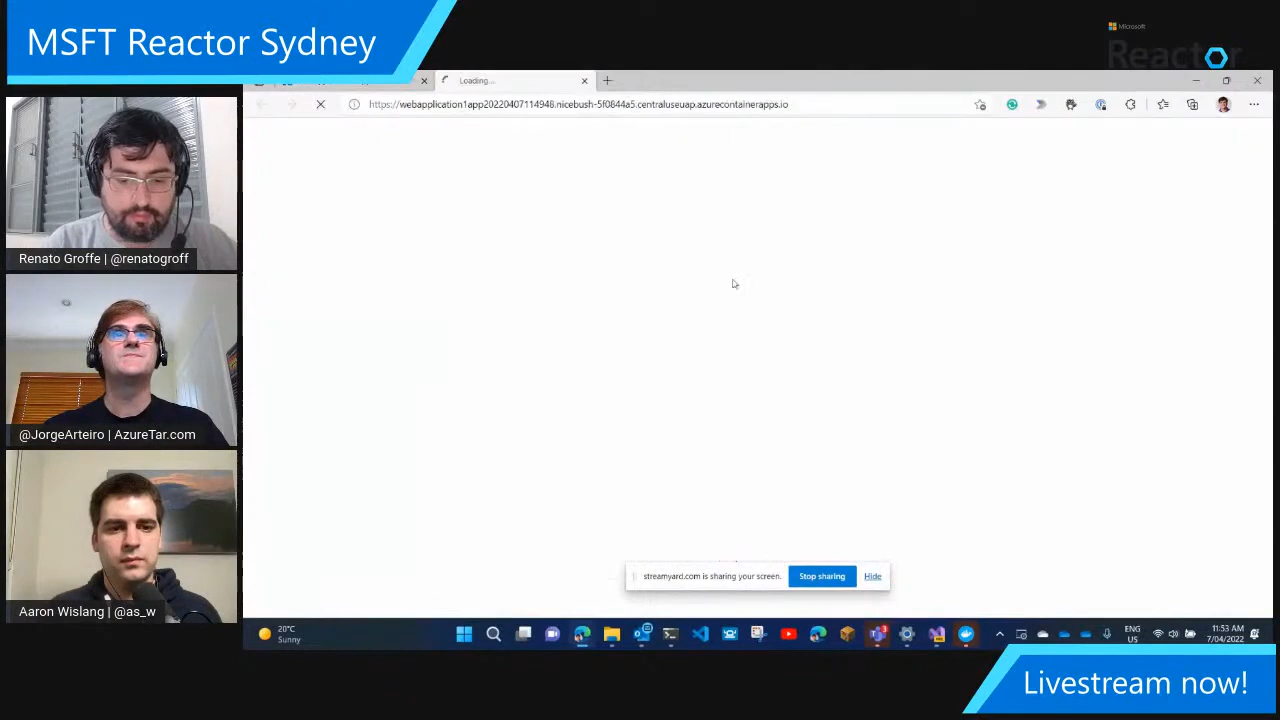 MSFT Reactor Sydney
Microsoft
Reactor
Loading...
https://webapplication1app20220407114948.nicebush-5f0844a5.centraluseuap.azurecontainerapps.io
Renato Groffe | @renatogroff
@JorgeArteiro | AzureTar.com
Aaron Wislang | @as_w
streamyard.com is sharing your screen.
Stop sharing
Hide
20°C
Sunny
3
ENG
US
11:53 AM
7/04/2022
Livestream now!